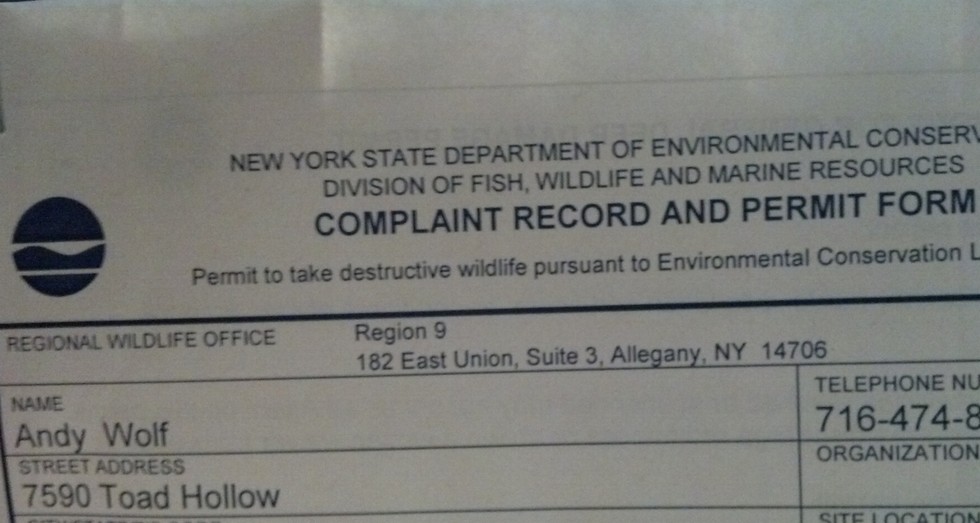 NEW YORK STATE DEPARTMENT OF ENVIRONMENTAL CONSERV
DIVISION OF FISH, WILDLIFE AND MARINE RESOURCES
COMPLAINT RECORD AND PERMIT FORM
Permit to take destructive wildlife pursuant to Environmental Conservation L
REGIONAL WILDLIFE OFFICE Region 9
182 East Union, Suite 3, Allegany, NY 14706
NAME
Andy Wolf
TELEPHONE NU
716-474-8
STREET ADDRESS
7590 Toad Hollow
ORGANIZATION
SITE LOCATION